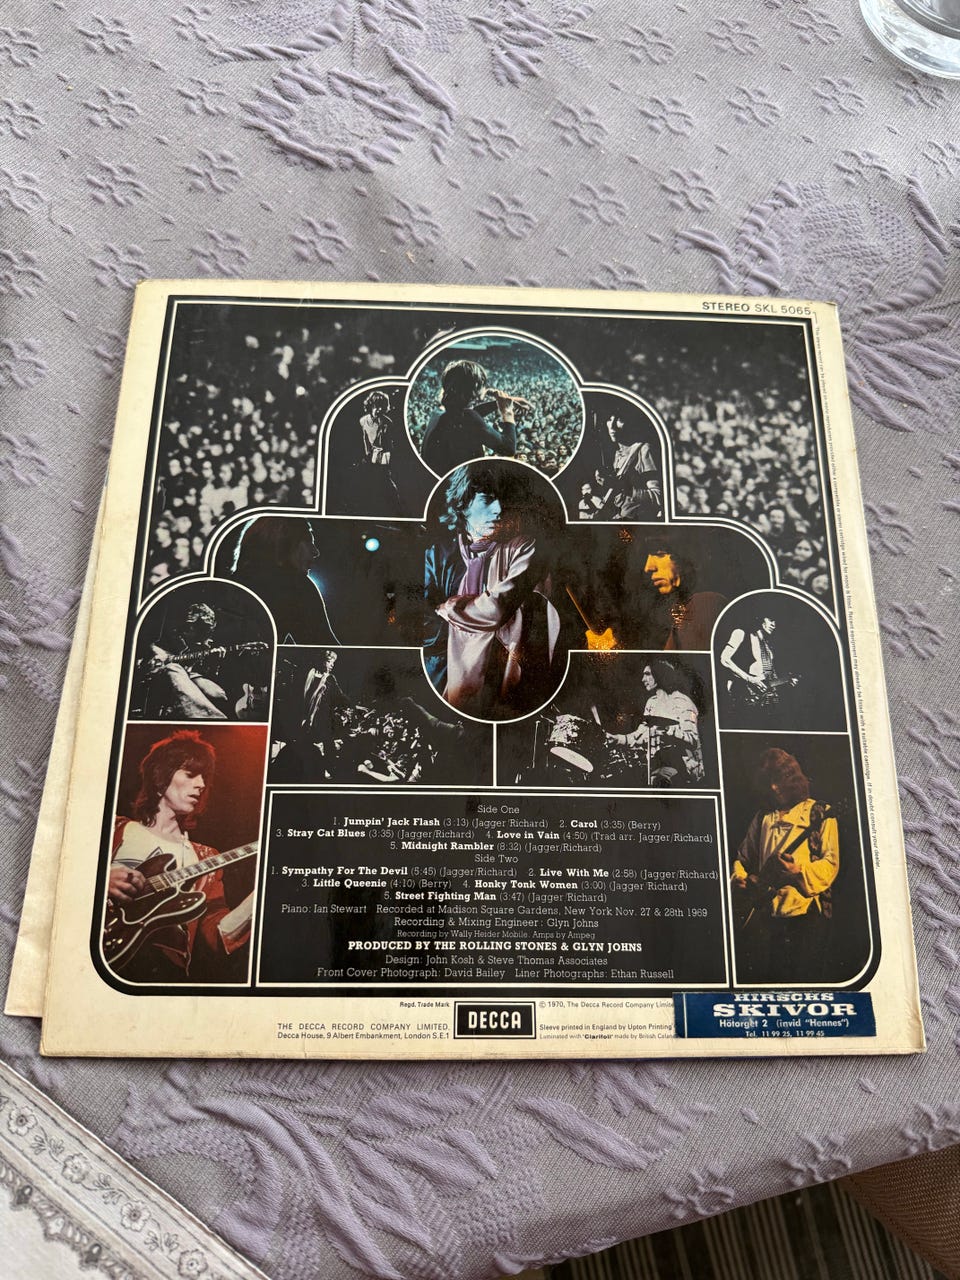 STEREO SKL 5065
Side One
1. Jumpin' Jack Flash (3:13) (Jagger/Richard) 2. Carol (3:35) (Berry)
3. Stray Cat Blues (3:35) (Jagger/Richard) 4. Love in Vain (4:50) (Trad arr. Jagger/Richard)
5. Midnight Rambler (8:32) (Jagger/Richard)
Side Two
1. Sympathy For The Devil (5:45) (Jagger/Richard) 2. Live With Me (2:58) (Jagger/Richard)
3. Little Queenie (4:10) (Berry) 4. Honky Tonk Women (3:00) (Jagger/Richard)
5. Street Fighting Man (3:47) (Jagger/Richard)
Piano: Ian Stewart Recorded at Madison Square Gardens, New York Nov. 27 & 28th 1969
Recording & Mixing Engineer: Glyn Johns
Recording by Wally Heider Mobile. Amps by Ampeg
PRODUCED BY THE ROLLING STONES & GLYN JOHNS
Design: John Kosh & Steve Thomas Associates
Front Cover Photograph: David Bailey Liner Photographs: Ethan Russell
Regd. Trade Mark
THE DECCA RECORD COMPANY LIMITED.
Decca House, 9 Albert Embankment, London S.E.1
DECCA
© 1970, The Decca Record Company Limite
Sleeve printed in England by Upton Printing
Laminated with 'Clarifoil' made by British Celan
HIRSCHS
SKIVOR
Hötorget 2 (invid "Hennes")
Tel. 11 99 25, 11 99 45